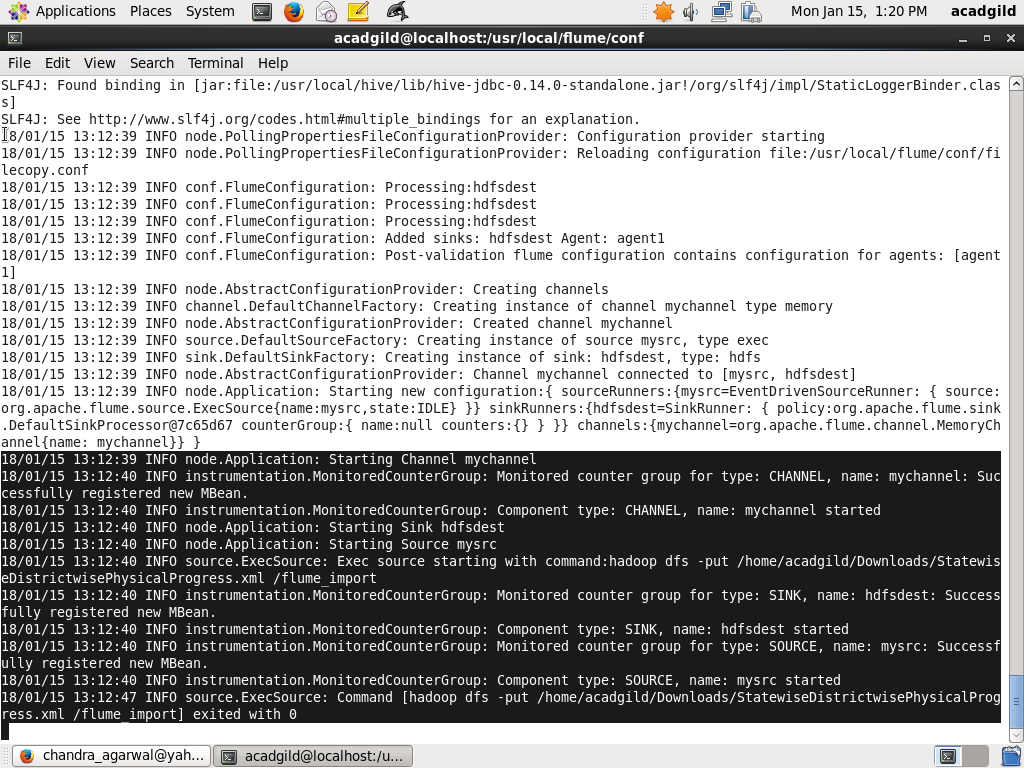 Applications Places System Mon Jan 15, 1:20 PM acadgild
acadgild@localhost:/usr/local/flume/conf
File Edit View Search Terminal Help
SLF4J: Found binding in [jar:file:/usr/local/hive/lib/hive-jdbc-0.14.0-standalone.jar!/org/slf4j/impl/StaticLoggerBinder.clas
s]
SLF4J: See http://www.slf4j.org/codes.html#multiple_bindings for an explanation.
18/01/15 13:12:39 INFO node.PollingPropertiesFileConfigurationProvider: Configuration provider starting
18/01/15 13:12:39 INFO node.PollingPropertiesFileConfigurationProvider: Reloading configuration file:/usr/local/flume/conf/fi
lecopy.conf
18/01/15 13:12:39 INFO conf.FlumeConfiguration: Processing:hdfsdest
18/01/15 13:12:39 INFO conf.FlumeConfiguration: Processing:hdfsdest
18/01/15 13:12:39 INFO conf.FlumeConfiguration: Processing:hdfsdest
18/01/15 13:12:39 INFO conf.FlumeConfiguration: Added sinks: hdfsdest Agent: agent1
18/01/15 13:12:39 INFO conf.FlumeConfiguration: Post-validation flume configuration contains configuration for agents: [agent
1]
18/01/15 13:12:39 INFO node.AbstractConfigurationProvider: Creating channels
18/01/15 13:12:39 INFO channel.DefaultChannelFactory: Creating instance of channel mychannel type memory
18/01/15 13:12:39 INFO node.AbstractConfigurationProvider: Created channel mychannel
18/01/15 13:12:39 INFO source.DefaultSourceFactory: Creating instance of source mysrc, type exec
18/01/15 13:12:39 INFO sink.DefaultSinkFactory: Creating instance of sink: hdfsdest, type: hdfs
18/01/15 13:12:39 INFO node.AbstractConfigurationProvider: Channel mychannel connected to [mysrc, hdfsdest]
18/01/15 13:12:39 INFO node.Application: Starting new configuration:{ sourceRunners:{mysrc=EventDrivenSourceRunner: { source:
org.apache.flume.source.ExecSource{name:mysrc,state:IDLE} }} sinkRunners:{hdfsdest=SinkRunner: { policy:org.apache.flume.sink
.DefaultSinkProcessor@7c65d67 counterGroup:{ name:null counters:{} } }} channels:{mychannel=org.apache.flume.channel.MemoryCh
annel{name: mychannel}} }
18/01/15 13:12:39 INFO node.Application: Starting Channel mychannel
18/01/15 13:12:40 INFO instrumentation.MonitoredCounterGroup: Monitored counter group for type: CHANNEL, name: mychannel: Suc
cessfully registered new MBean.
18/01/15 13:12:40 INFO instrumentation.MonitoredCounterGroup: Component type: CHANNEL, name: mychannel started
18/01/15 13:12:40 INFO node.Application: Starting Sink hdfsdest
18/01/15 13:12:40 INFO node.Application: Starting Source mysrc
18/01/15 13:12:40 INFO source.ExecSource: Exec source starting with command:hadoop dfs -put /home/acadgild/Downloads/Statewis
eDistrictwisePhysicalProgress.xml /flume_import
18/01/15 13:12:40 INFO instrumentation.MonitoredCounterGroup: Monitored counter group for type: SINK, name: hdfsdest: Success
fully registered new MBean.
18/01/15 13:12:40 INFO instrumentation.MonitoredCounterGroup: Component type: SINK, name: hdfsdest started
18/01/15 13:12:40 INFO instrumentation.MonitoredCounterGroup: Monitored counter group for type: SOURCE, name: mysrc: Successf
ully registered new MBean.
18/01/15 13:12:40 INFO instrumentation.MonitoredCounterGroup: Component type: SOURCE, name: mysrc started
18/01/15 13:12:47 INFO source.ExecSource: Command [hadoop dfs -put /home/acadgild/Downloads/StatewiseDistrictwisePhysicalProg
ress.xml /flume_import] exited with 0
chandra_agarwal@yah... acadgild@localhost:/u...